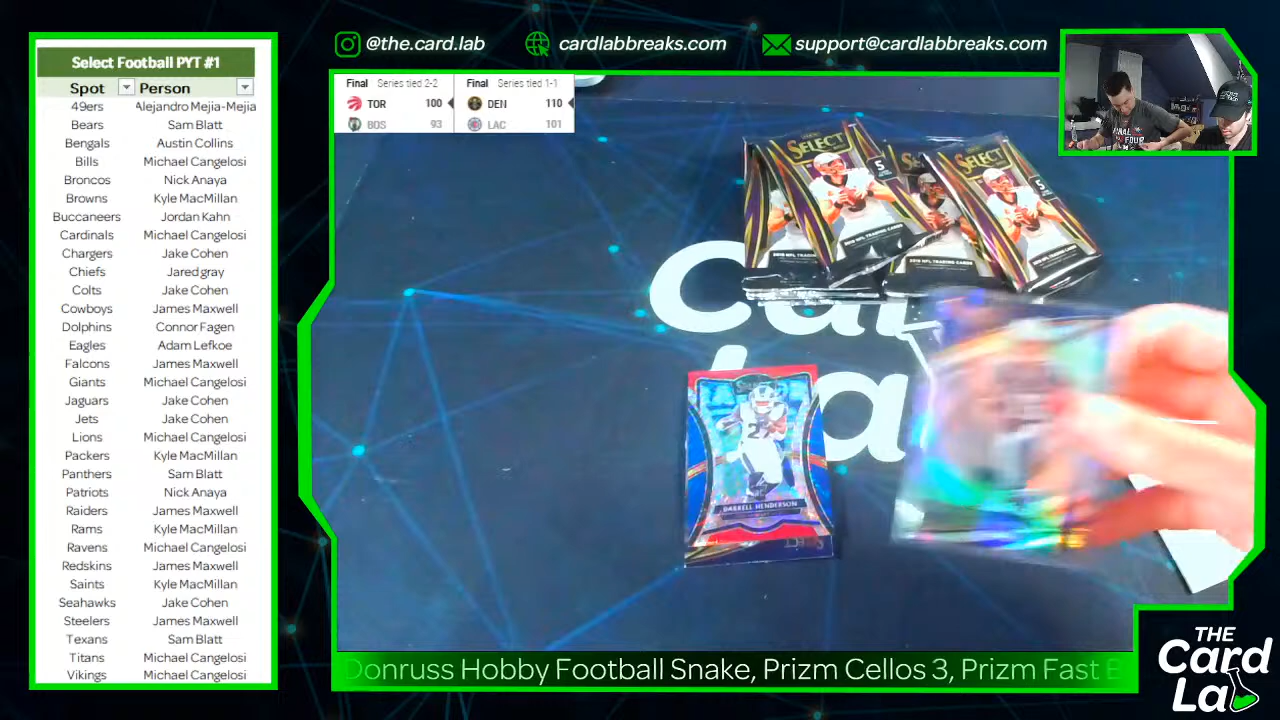 @the.card.lab
cardlabbreaks.com
support@cardlabbreaks.com
Select Football PYT #1
Spot Person
49ers Alejandro Mejia-Mejia
Bears Sam Blatt
Bengals Austin Collins
Bills Michael Cangelosi
Broncos Nick Anaya
Browns Kyle MacMillan
Buccaneers Jordan Kahn
Cardinals Michael Cangelosi
Chargers Jake Cohen
Chiefs Jared gray
Colts Jake Cohen
Cowboys James Maxwell
Dolphins Connor Fagen
Eagles Adam Lefkoe
Falcons James Maxwell
Giants Michael Cangelosi
Jaguars Jake Cohen
Jets Jake Cohen
Lions Michael Cangelosi
Packers Kyle MacMillan
Panthers Sam Blatt
Patriots Nick Anaya
Raiders James Maxwell
Rams Kyle MacMillan
Ravens Michael Cangelosi
Redskins James Maxwell
Saints Kyle MacMillan
Seahawks Jake Cohen
Steelers James Maxwell
Texans Sam Blatt
Titans Michael Cangelosi
Vikings Michael Cangelosi
Final Series tied 2-2
TOR 100
BOS 93
Final Series tied 1-1
DEN 110
LAC 101
SELECT
5
SELECT
5
FINAL
FOUR
Car
La
DARRELL HENDERSON
Donruss Hobby Football Snake, Prizm Cellos 3, Prizm Fast
THE
Card
Lab